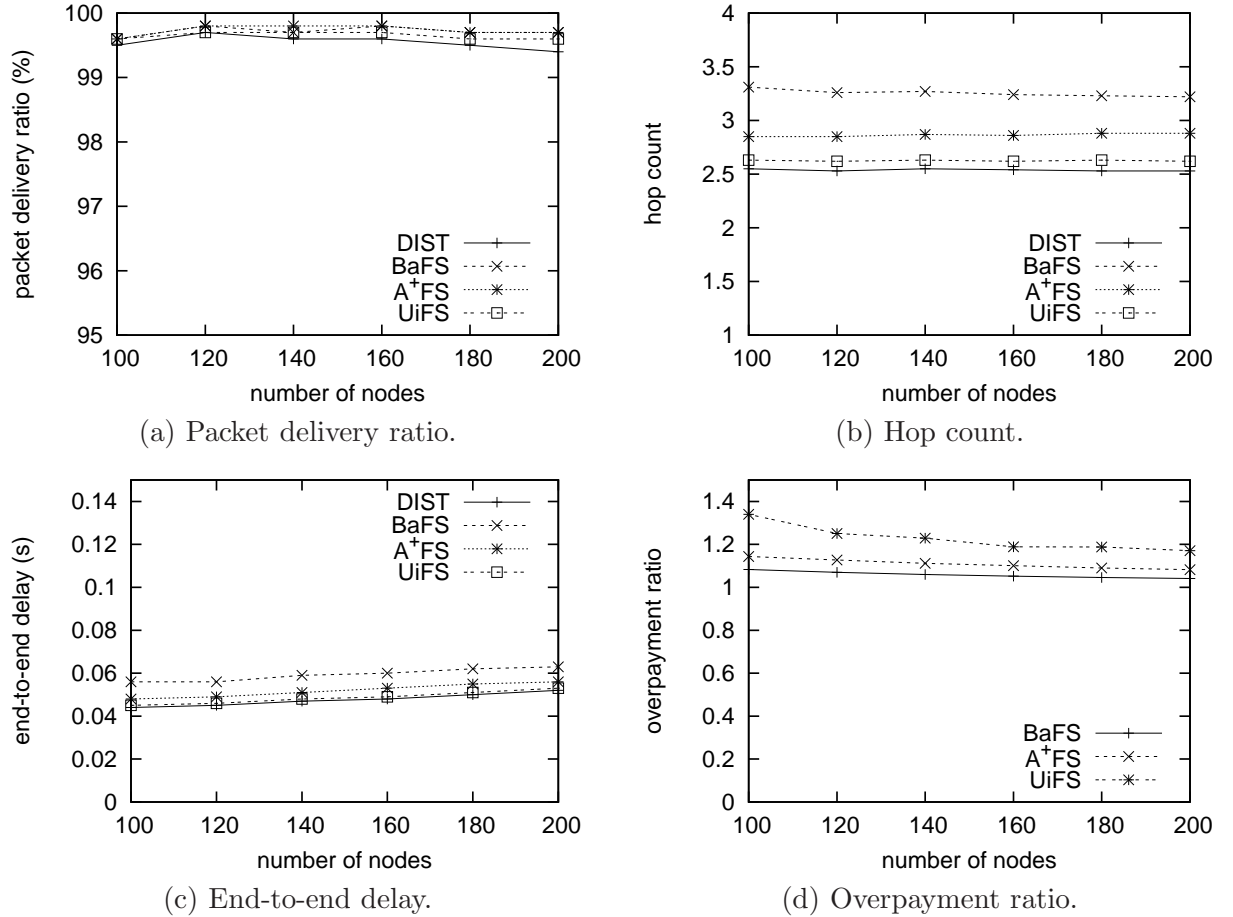 100
99
98
97
96
95
packet delivery ratio (%)
DIST
BaFS
A+FS
UiFS
100 120 140 160 180 200
number of nodes
(a) Packet delivery ratio.
4
3.5
3
2.5
2
1.5
1
hop count
DIST
BaFS
A+FS
UiFS
100 120 140 160 180 200
number of nodes
(b) Hop count.
0.14
0.12
0.1
0.08
0.06
0.04
0.02
0
end-to-end delay (s)
DIST
BaFS
A+FS
UiFS
100 120 140 160 180 200
number of nodes
(c) End-to-end delay.
1.4
1.2
1
0.8
0.6
0.4
0.2
0
overpayment ratio
BaFS
A+FS
UiFS
100 120 140 160 180 200
number of nodes
(d) Overpayment ratio.